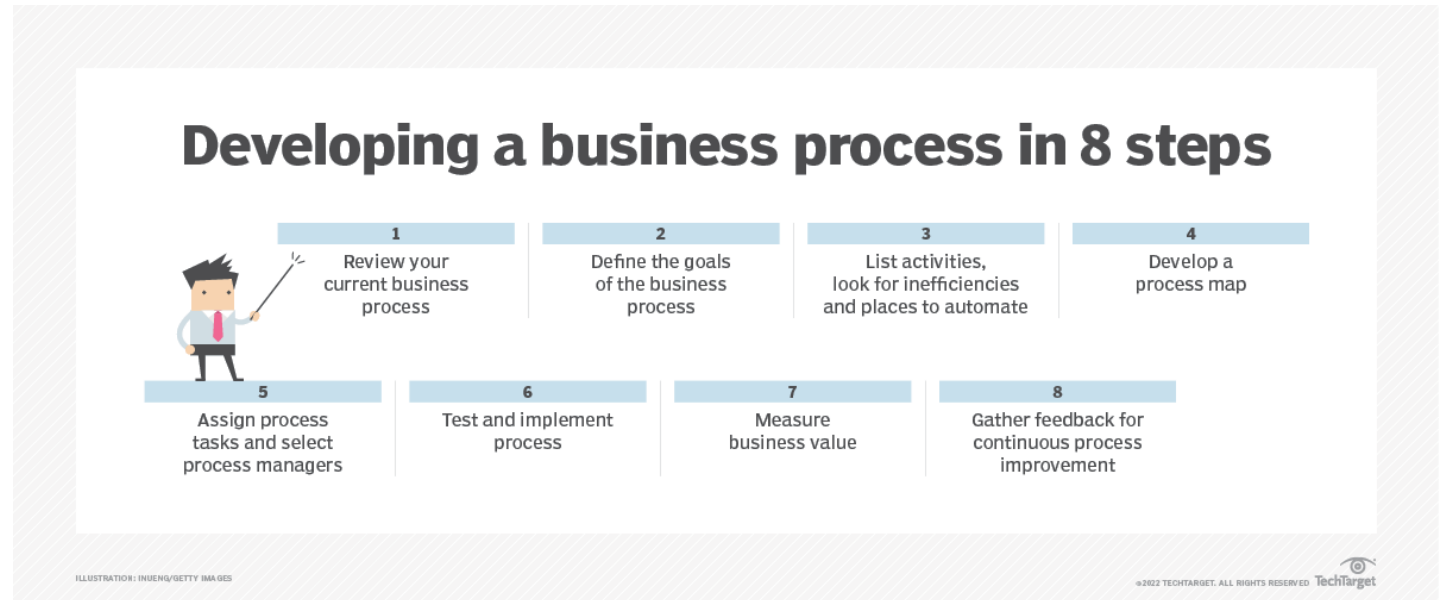 Developing a business process in 8 steps
1
Review your
current business
process
2
Define the goals
of the business
process
3
List activities,
look for inefficiencies
and places to automate
4
Develop a
process map
5
Assign process
tasks and select
process managers
6
Test and implement
process
7
Measure
business value
8
Gather feedback for
continuous process
improvement
ILLUSTRATION: INUENG/GETTY IMAGES
©2022 TECHTARGET. ALL RIGHTS RESERVED TechTarget